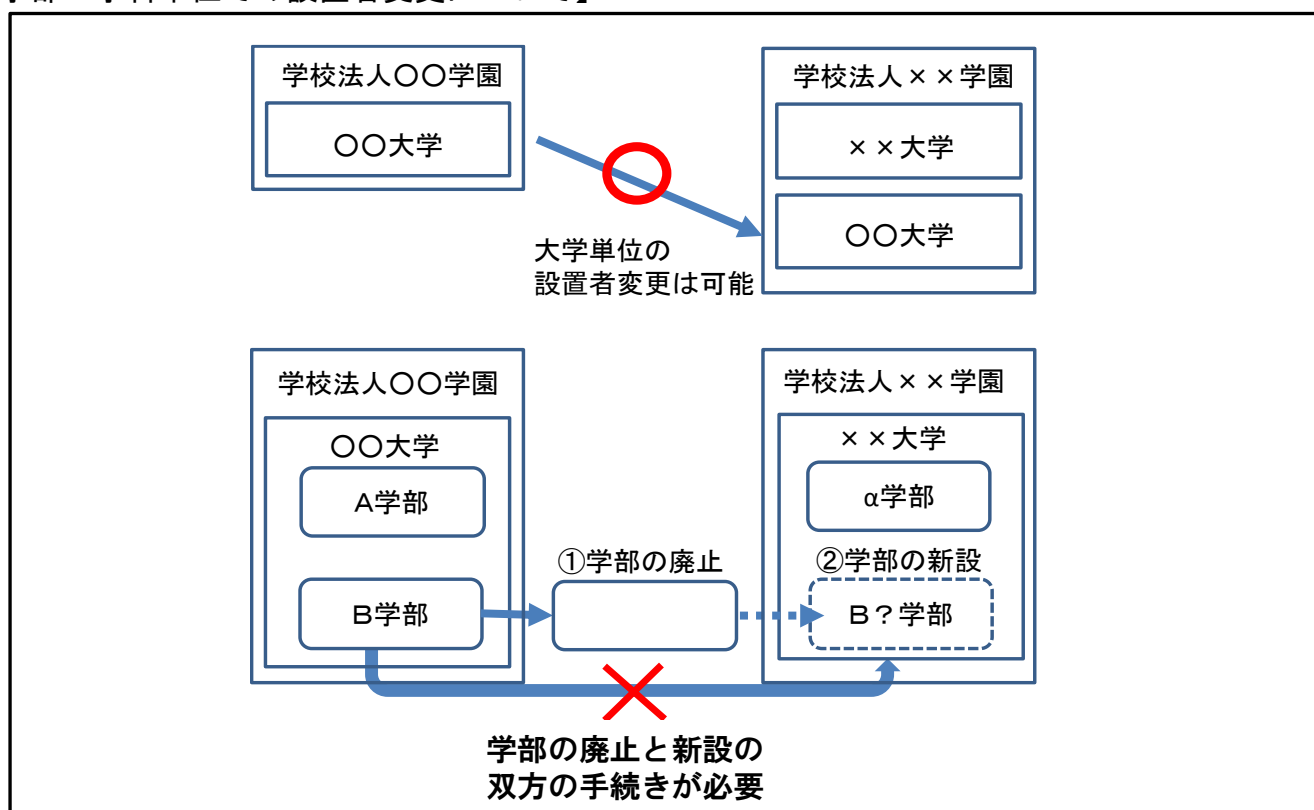 学校法人〇〇学園
〇〇大学
学校法人××学園
××大学
〇〇大学
大学単位の
設置者変更は可能
学校法人〇〇学園
〇〇大学
A学部
B学部
①学部の廃止
学校法人××学園
××大学
α学部
②学部の新設
B？学部
学部の廃止と新設の
双方の手続きが必要